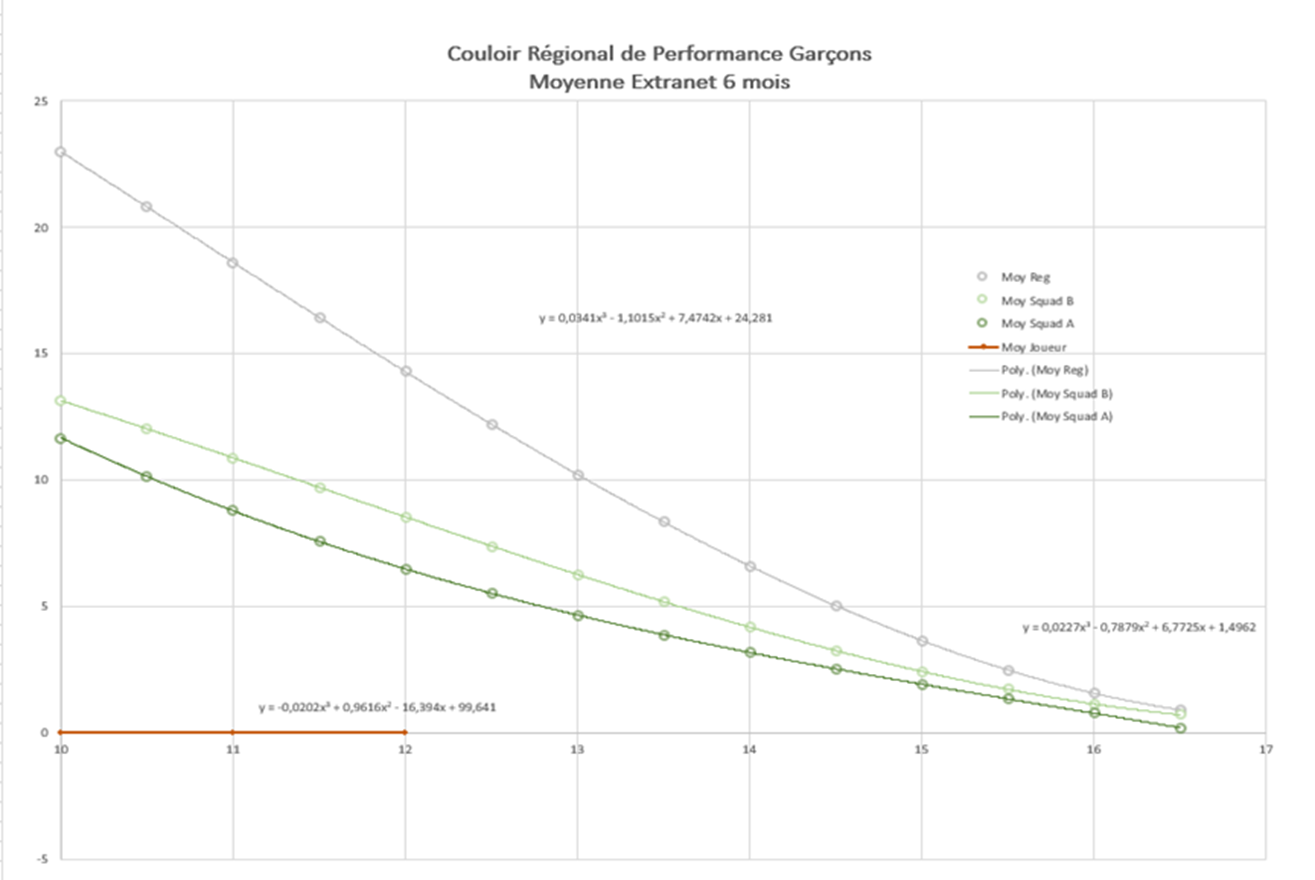 Couloir Régional de Performance Garçons
Moyenne Extranet 6 mois
25
20
15
10
5
0
-5
y = 0,0341x³ - 1,1015x² + 7,4742x + 24,281
Moy Reg
Moy Squad B
Moy Squad A
Moy Joueur
Poly. (Moy Reg)
Poly. (Moy Squad B)
Poly. (Moy Squad A)
y = 0,0227x³ - 0,7879x² + 6,7725x + 1,4962
y = -0,0202x³ + 0,9616x² - 16,394x + 99,641
10 11 12 13 14 15 16 17